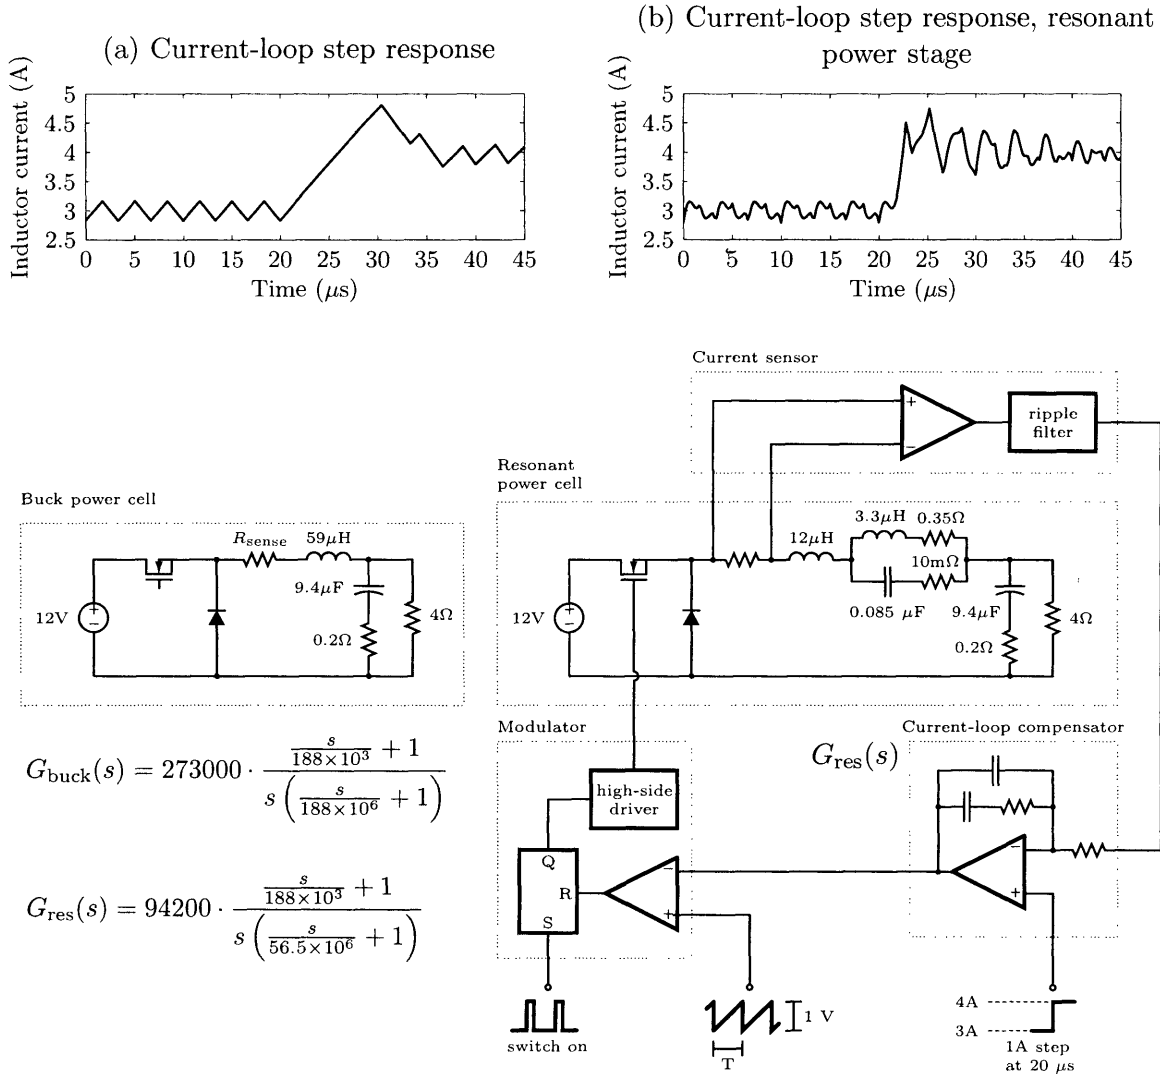 (a) Current-loop step response
Inductor current (A)
5
4.5
4
3.5
3
2.5
0 5 10 15 20 25 30 35 40 45
Time (μs)
(b) Current-loop step response, resonant
power stage
Inductor current (A)
5
4.5
4
3.5
3
2.5
0 5 10 15 20 25 30 35 40 45
Time (μs)
Current sensor
+
−
ripple
filter
Buck power cell
12V
+
−
R_sense
59μH
9.4μF
0.2Ω
4Ω
Resonant
power cell
12V
+
−
12μH
3.3μH
0.35Ω
10mΩ
0.085 μF
9.4μF
0.2Ω
4Ω
G_buck(s) = 273000 · (s/(188×10^3) + 1) / (s (s/(188×10^6) + 1))
G_res(s) = 94200 · (s/(188×10^3) + 1) / (s (s/(56.5×10^6) + 1))
Modulator
high-side
driver
Q
R
S
−
+
switch on
1 V
T
Current-loop compensator
G_res(s)
−
+
4A
3A
1A step
at 20 μs